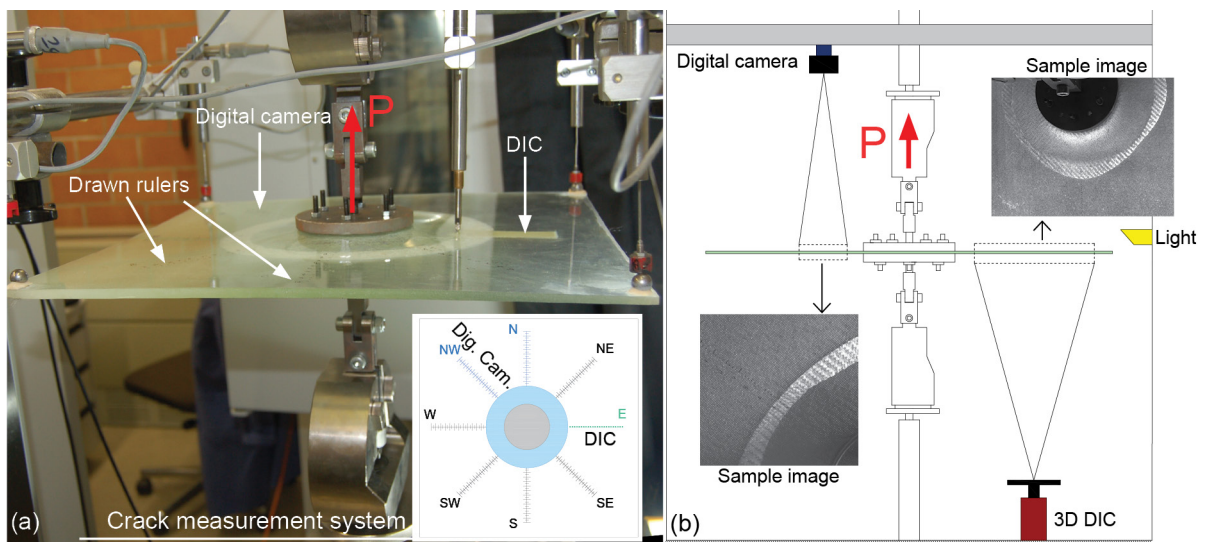 P
Digital camera
DIC
Drawn rulers
N
NW
Dig. Cam.
NE
W
E
DIC
SW
SE
S
(a)
Crack measurement system
Digital camera
Sample image
P
Light
Sample image
3D DIC
(b)